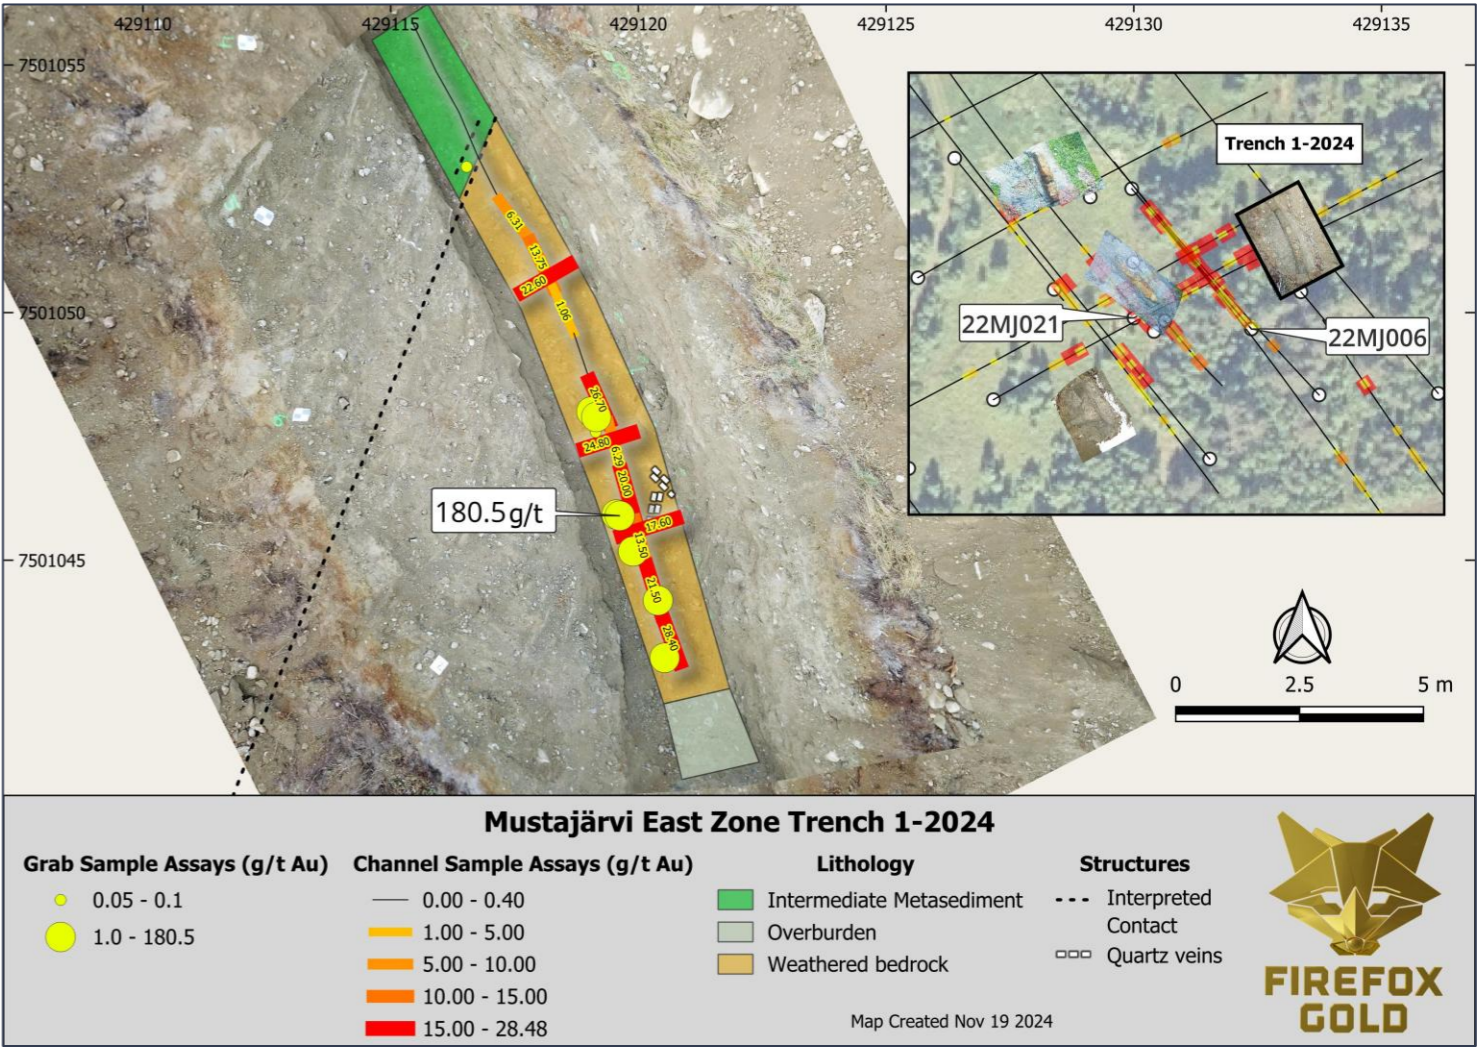 429110
429115
429120
429125
429130
429135
7501055
7501050
7501045
6.31
13.75
22.60
1.06
26.70
24.80
6.29
20.00
180.5g/t
17.60
13.50
21.50
28.40
Trench 1-2024
22MJ021
22MJ006
0 2.5 5 m
Mustajärvi East Zone Trench 1-2024
Grab Sample Assays (g/t Au)
0.05 - 0.1
1.0 - 180.5
Channel Sample Assays (g/t Au)
0.00 - 0.40
1.00 - 5.00
5.00 - 10.00
10.00 - 15.00
15.00 - 28.48
Lithology
Intermediate Metasediment
Overburden
Weathered bedrock
Structures
Interpreted
Contact
Quartz veins
Map Created Nov 19 2024
FIREFOX
GOLD